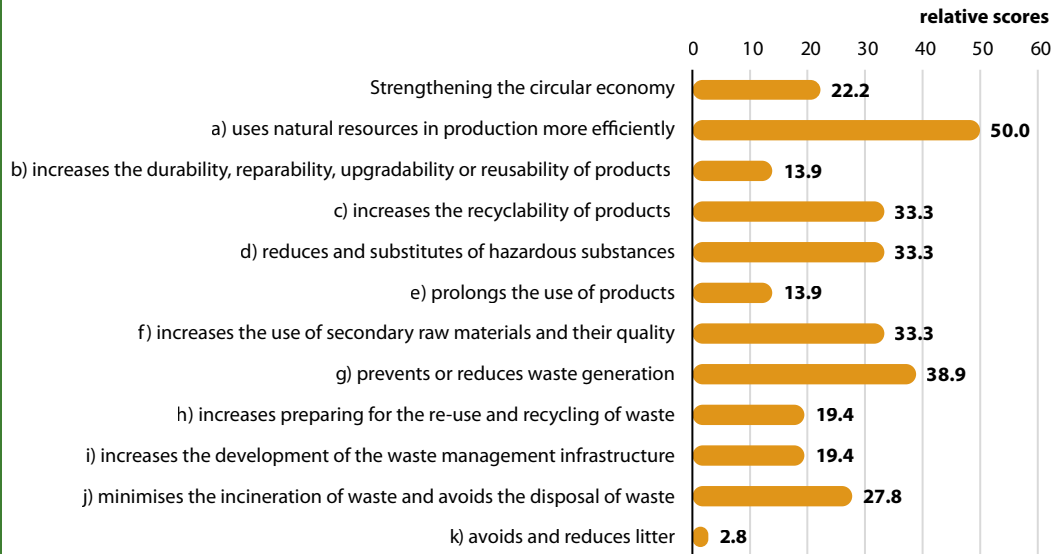 relative scores
0 10 20 30 40 50 60
Strengthening the circular economy 22.2
a) uses natural resources in production more efficiently 50.0
b) increases the durability, reparability, upgradability or reusability of products 13.9
c) increases the recyclability of products 33.3
d) reduces and substitutes of hazardous substances 33.3
e) prolongs the use of products 13.9
f) increases the use of secondary raw materials and their quality 33.3
g) prevents or reduces waste generation 38.9
h) increases preparing for the re-use and recycling of waste 19.4
i) increases the development of the waste management infrastructure 19.4
j) minimises the incineration of waste and avoids the disposal of waste 27.8
k) avoids and reduces litter 2.8